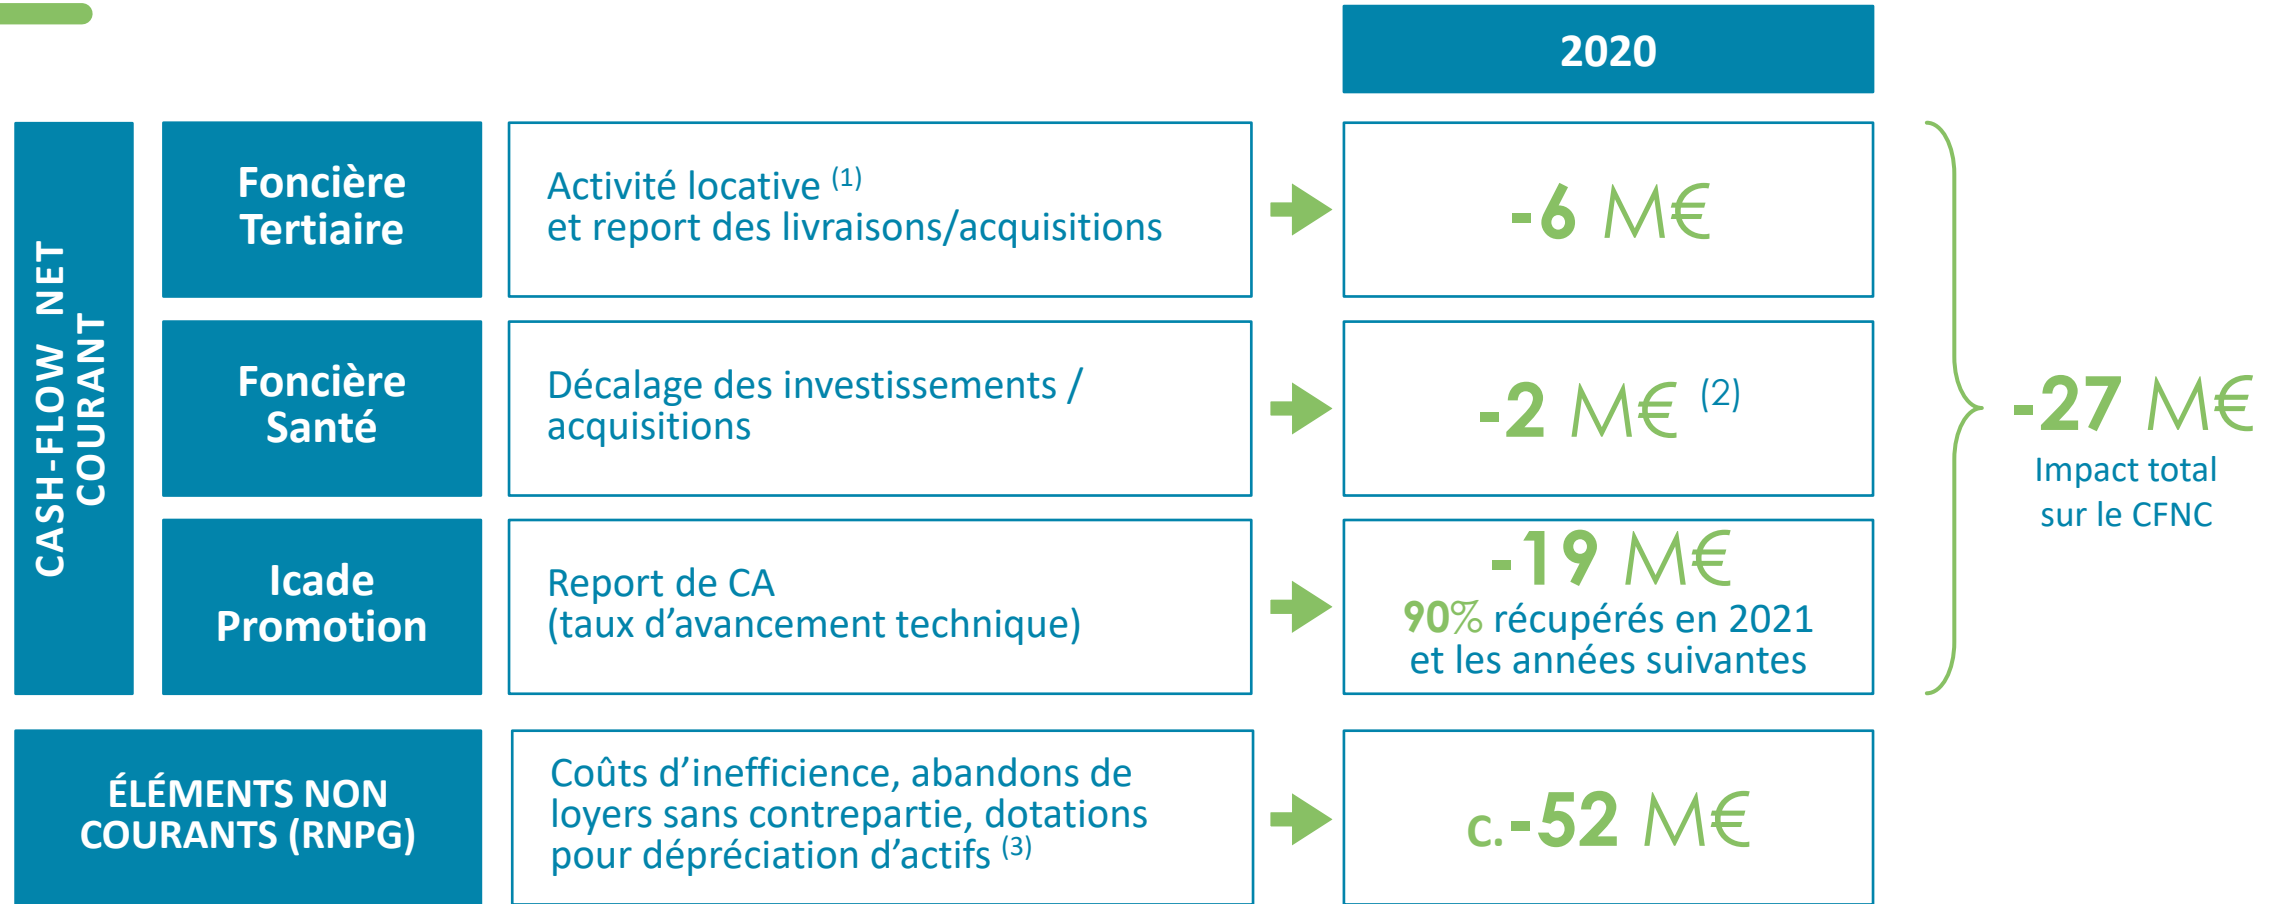 2020
CASH-FLOW NET
COURANT
Foncière
Tertiaire
Activité locative (1)
et report des livraisons/acquisitions
-6 M€
Foncière
Santé
Décalage des investissements /
acquisitions
-2 M€ (2)
Icade
Promotion
Report de CA
(taux d’avancement technique)
-19 M€
90% récupérés en 2021
et les années suivantes
-27 M€
Impact total
sur le CFNC
ÉLÉMENTS NON
COURANTS (RNPG)
Coûts d’inefficience, abandons de
loyers sans contrepartie, dotations
pour dépréciation d’actifs (3)
c.-52 M€